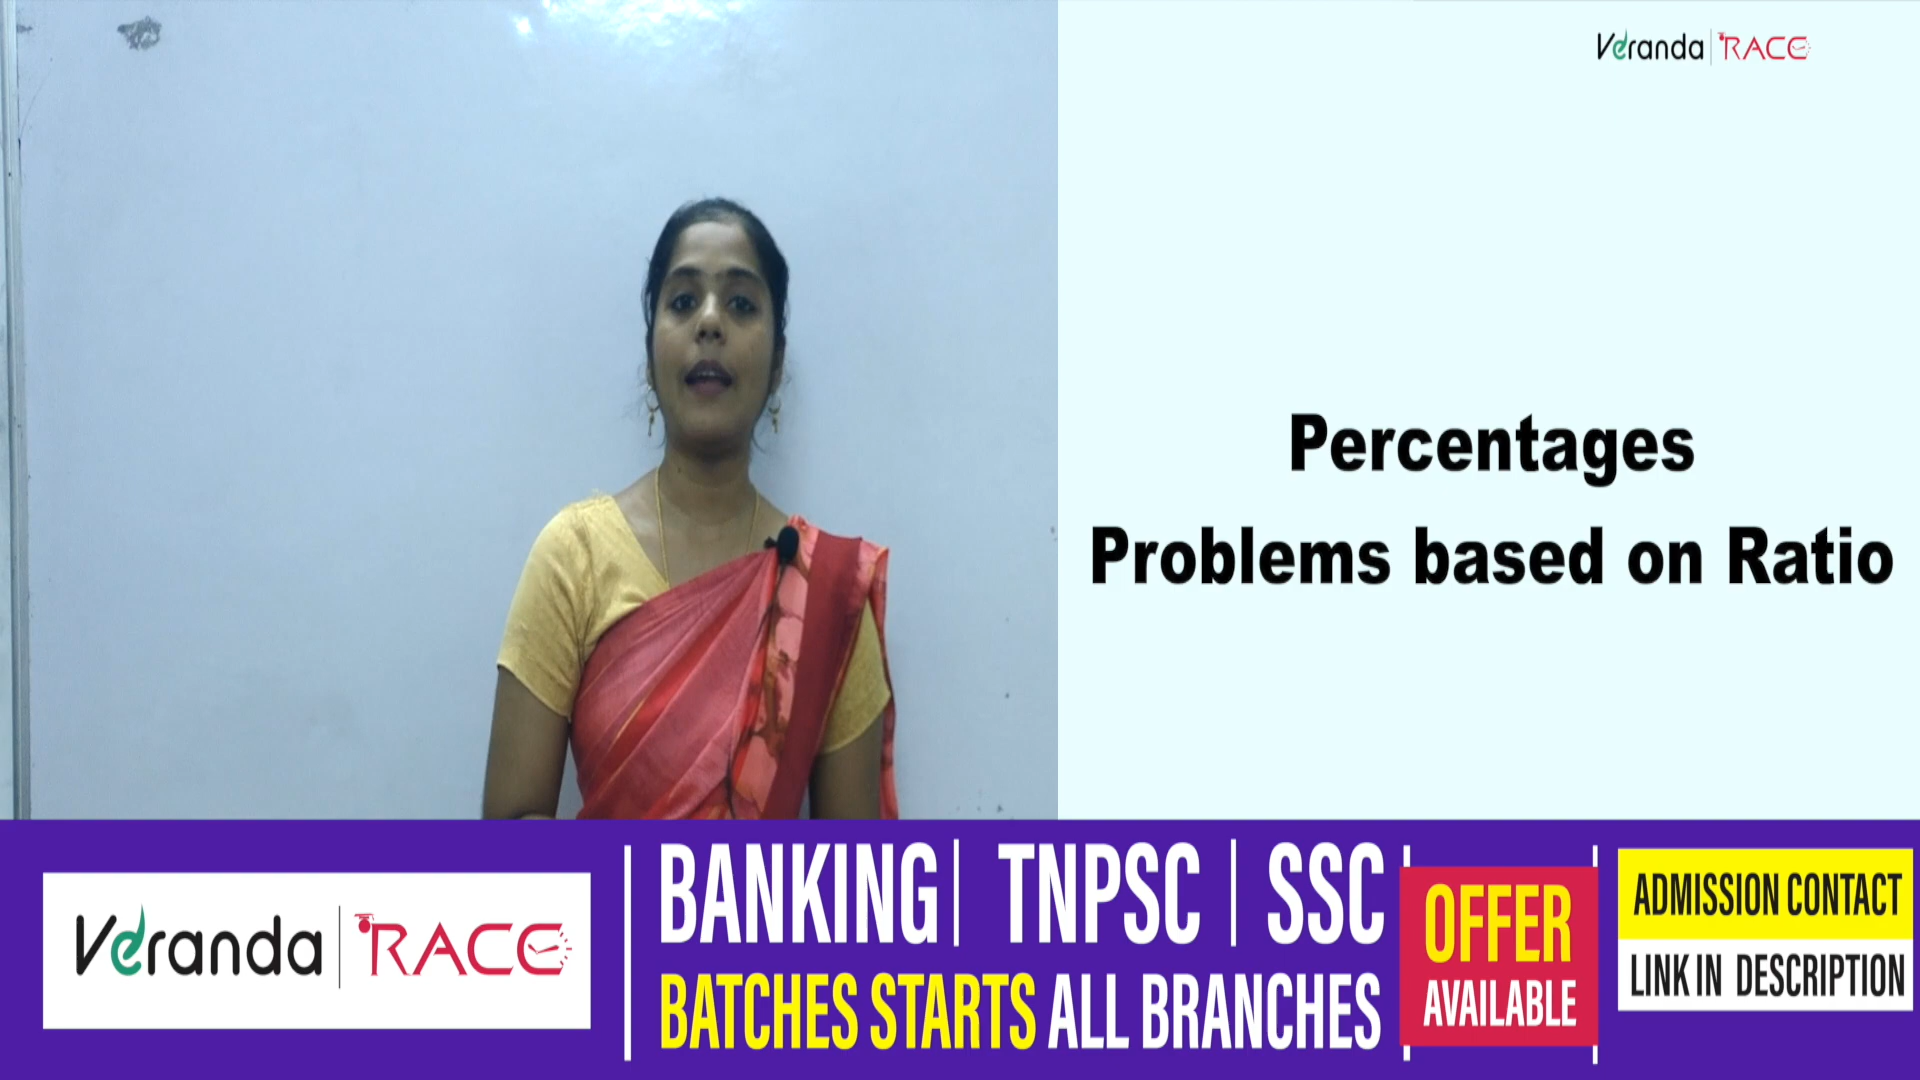 Veranda RACE
Percentages
Problems based on Ratio
Veranda RACE
BANKING | TNPSC | SSC
BATCHES STARTS ALL BRANCHES
OFFER
AVAILABLE
ADMISSION CONTACT
LINK IN DESCRIPTION